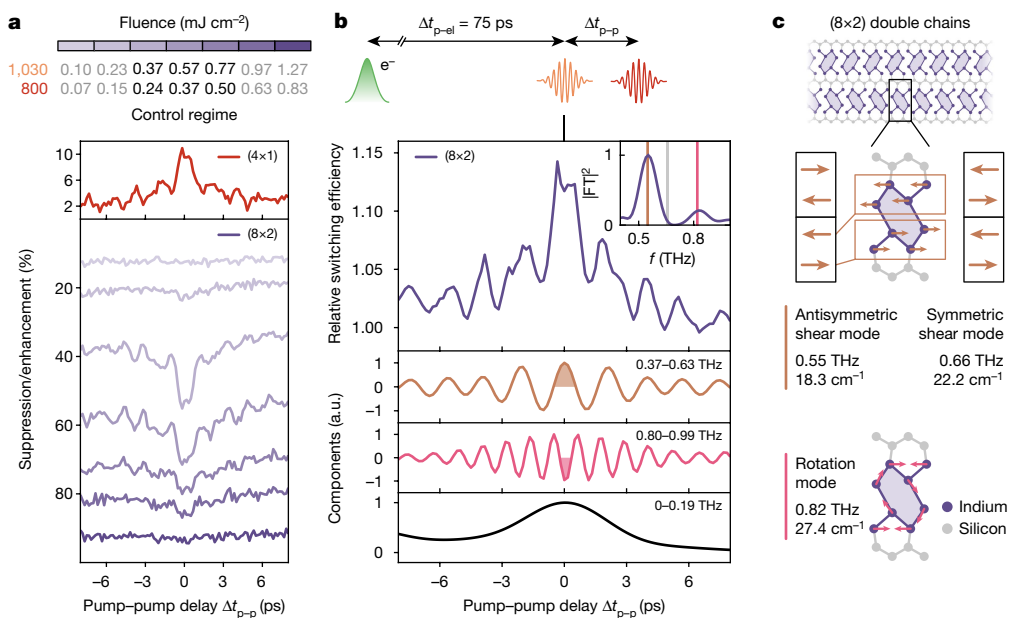 a
Fluence (mJ cm−2)
1,030 0.10 0.23 0.37 0.57 0.77 0.97 1.27
800 0.07 0.15 0.24 0.37 0.50 0.63 0.83
Control regime
(4×1)
10
6
2
(8×2)
20
40
60
80
Suppression/enhancement (%)
−6 −3 0 3 6
Pump–pump delay Δtp–p (ps)
b
Δtp–el = 75 ps
Δtp–p
e−
(8×2)
1.15
1.10
1.05
1.00
Relative switching efficiency
|FT|2
1
0
0.5 0.8
f (THz)
0.37–0.63 THz
1
0
−1
0.80–0.99 THz
1
0
−1
0–0.19 THz
1
0
Components (a.u.)
−6 −3 0 3 6
Pump–pump delay Δtp–p (ps)
c
(8×2) double chains
Antisymmetric
shear mode
0.55 THz
18.3 cm−1
Symmetric
shear mode
0.66 THz
22.2 cm−1
Rotation
mode
0.82 THz
27.4 cm−1
Indium
Silicon